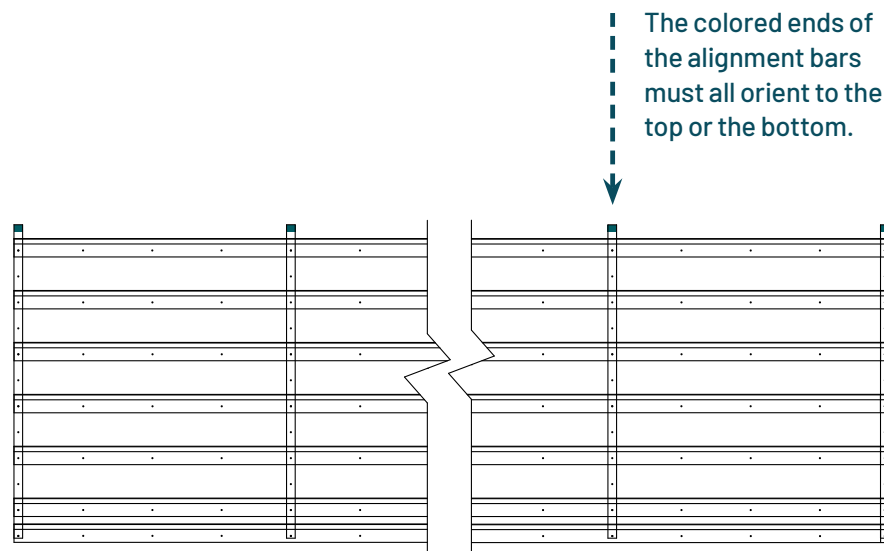 The colored ends of
the alignment bars
must all orient to the
top or the bottom.